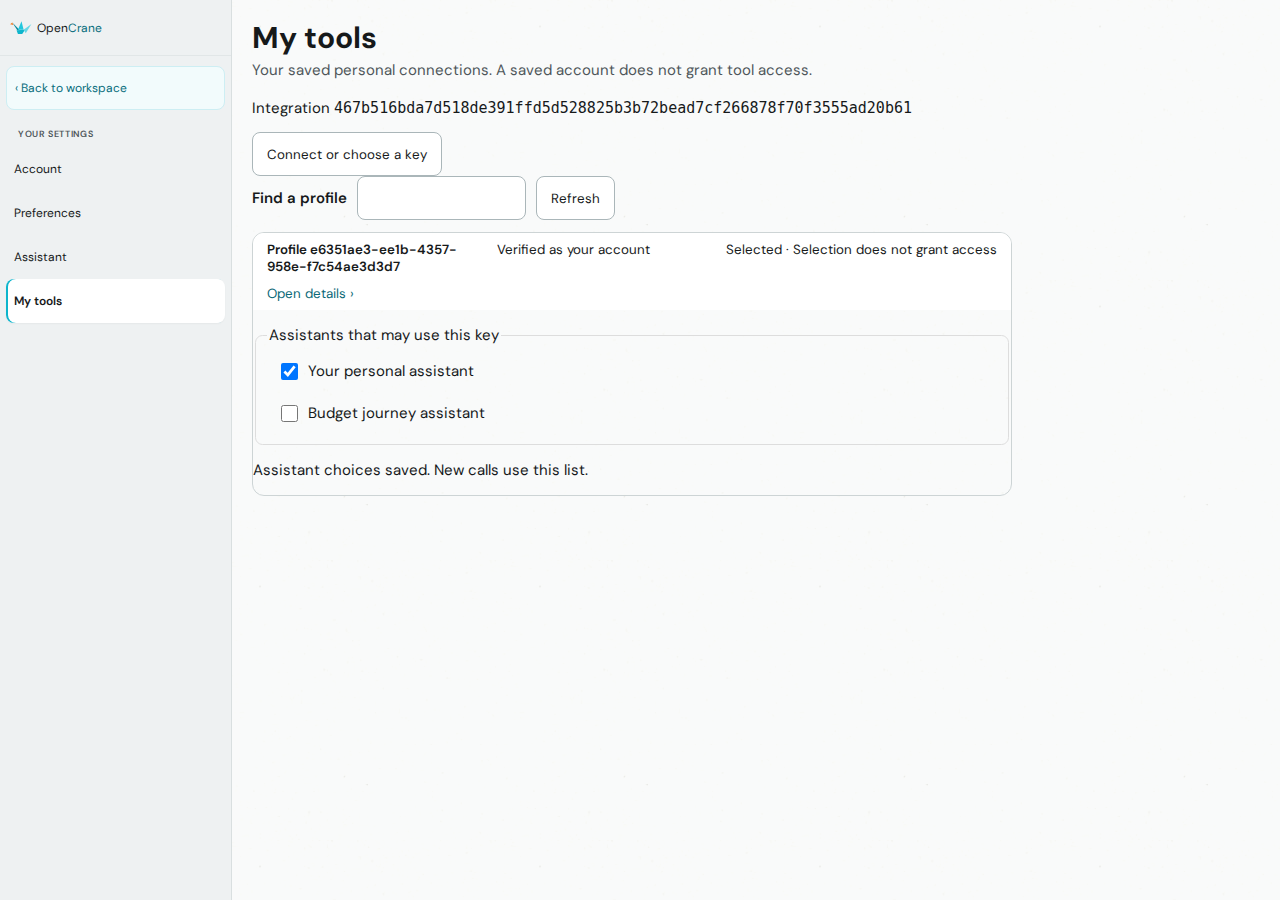 OpenCrane
‹ Back to workspace
YOUR SETTINGS
Account
Preferences
Assistant
My tools
My tools
Your saved personal connections. A saved account does not grant tool access.
Integration 467b516bda7d518de391ffd5d528825b3b72bead7cf266878f70f3555ad20b61
Connect or choose a key
Find a profile
Refresh
Profile e6351ae3-ee1b-4357-
958e-f7c54ae3d3d7
Verified as your account
Selected · Selection does not grant access
Open details ›
Assistants that may use this key
Your personal assistant
Budget journey assistant
Assistant choices saved. New calls use this list.